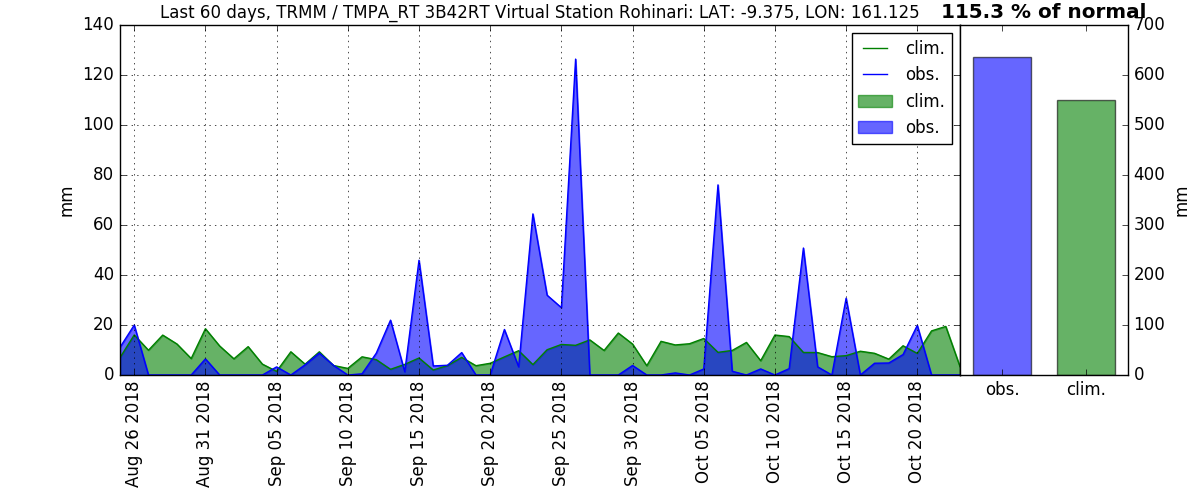 Last 60 days, TRMM / TMPA_RT 3B42RT Virtual Station Rohinari: LAT: -9.375, LON: 161.125
115.3 % of normal
140
120
100
80
60
40
20
0
mm
clim.
obs.
clim.
obs.
700
600
500
400
300
200
100
0
mm
Aug 26 2018
Aug 31 2018
Sep 05 2018
Sep 10 2018
Sep 15 2018
Sep 20 2018
Sep 25 2018
Sep 30 2018
Oct 05 2018
Oct 10 2018
Oct 15 2018
Oct 20 2018
obs.
clim.